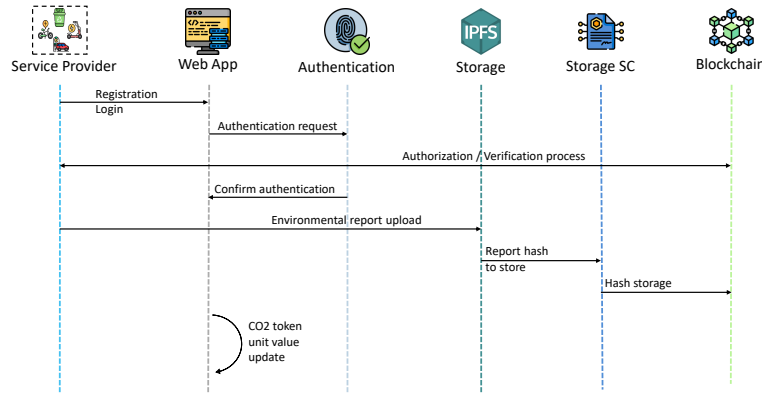 IPFS
Service Provider
Web App
Authentication
Storage
Storage SC
Blockchain
Registration
Login
Authentication request
Authorization / Verification process
Confirm authentication
Environmental report upload
Report hash
to store
Hash storage
CO2 token
unit value
update